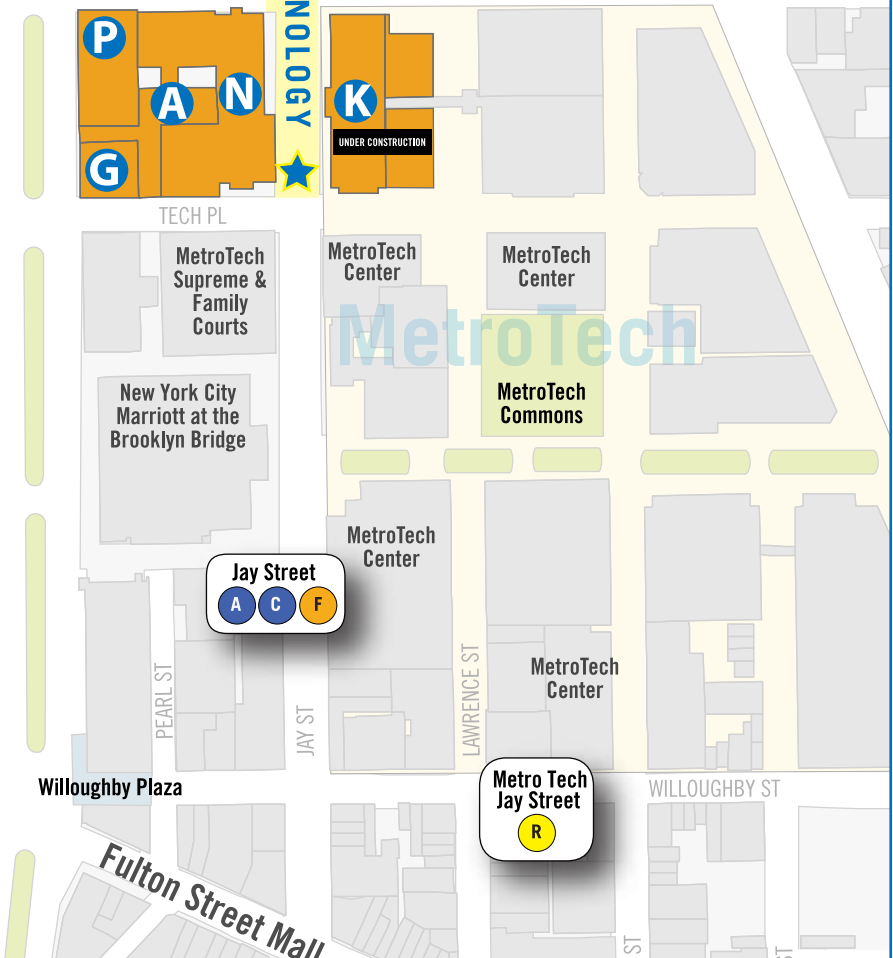 NOLOGY
P
A
N
K
G
UNDER CONSTRUCTION
TECH PL
MetroTech
Supreme &
Family
Courts
MetroTech
Center
MetroTech
Center
MetroTech
MetroTech
Commons
New York City
Marriott at the
Brooklyn Bridge
MetroTech
Center
Jay Street
A C F
PEARL ST
JAY ST
LAWRENCE ST
MetroTech
Center
Willoughby Plaza
Metro Tech
Jay Street
R
WILLOUGHBY ST
Fulton Street Mall
ST
ST